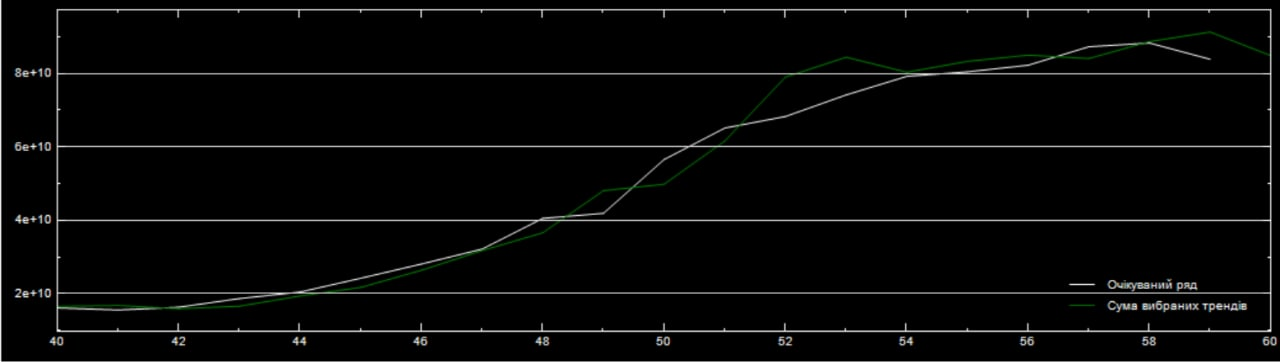 8e+10
6e+10
4e+10
2e+10
Очікуваний ряд
Сума вибраних трендів
40 42 44 46 48 50 52 54 56 58 60